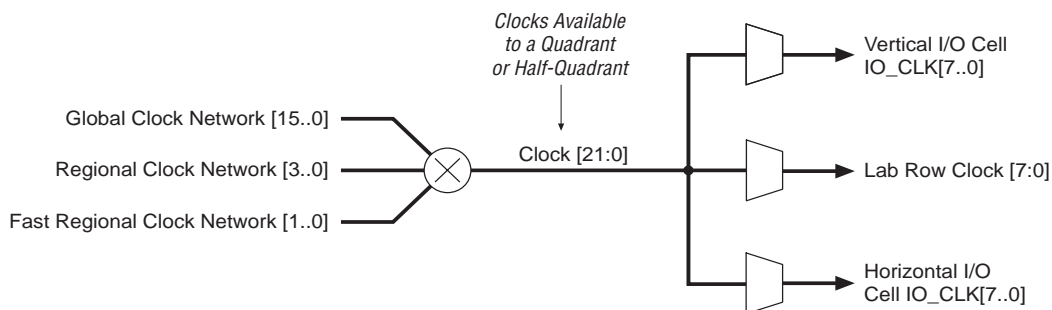 Clocks Available
to a Quadrant
or Half-Quadrant
Vertical I/O Cell
IO_CLK[7..0]
Global Clock Network [15..0]
Clock [21:0]
Regional Clock Network [3..0]
Lab Row Clock [7:0]
Fast Regional Clock Network [1..0]
Horizontal I/O
Cell IO_CLK[7..0]